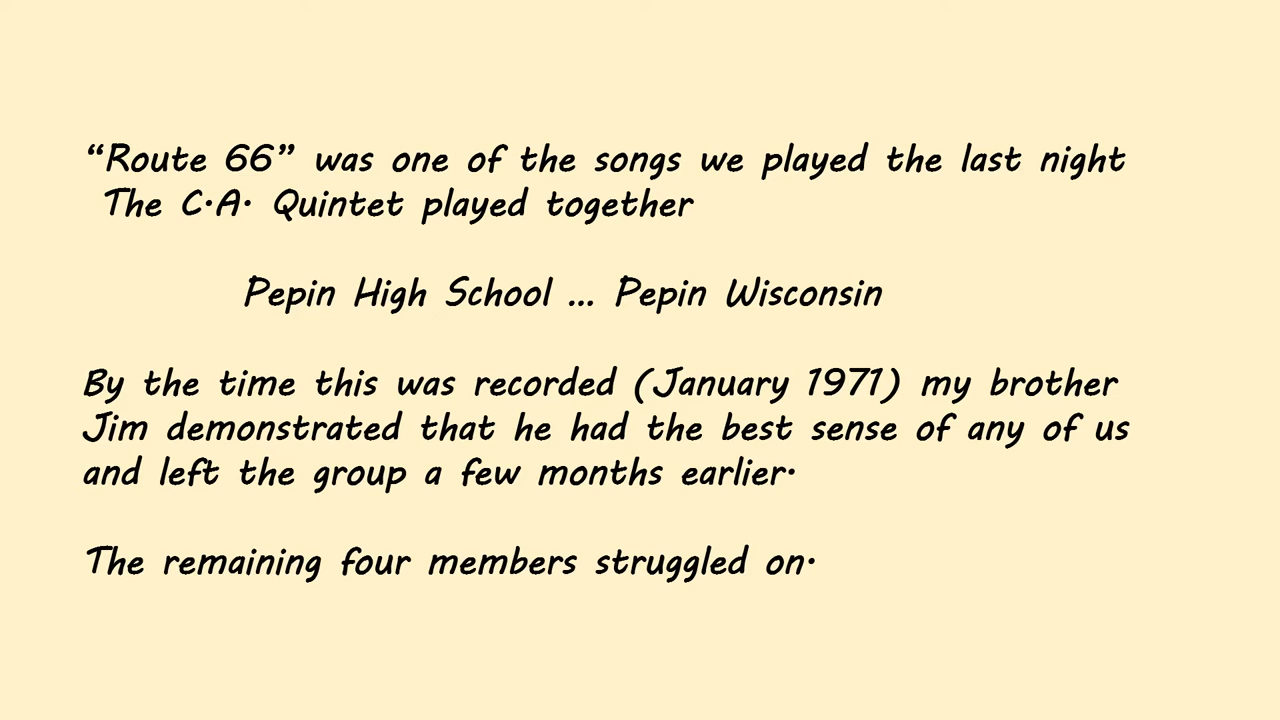 “Route 66” was one of the songs we played the last night
The C.A. Quintet played together
Pepin High School ... Pepin Wisconsin
By the time this was recorded (January 1971) my brother
Jim demonstrated that he had the best sense of any of us
and left the group a few months earlier.
The remaining four members struggled on.